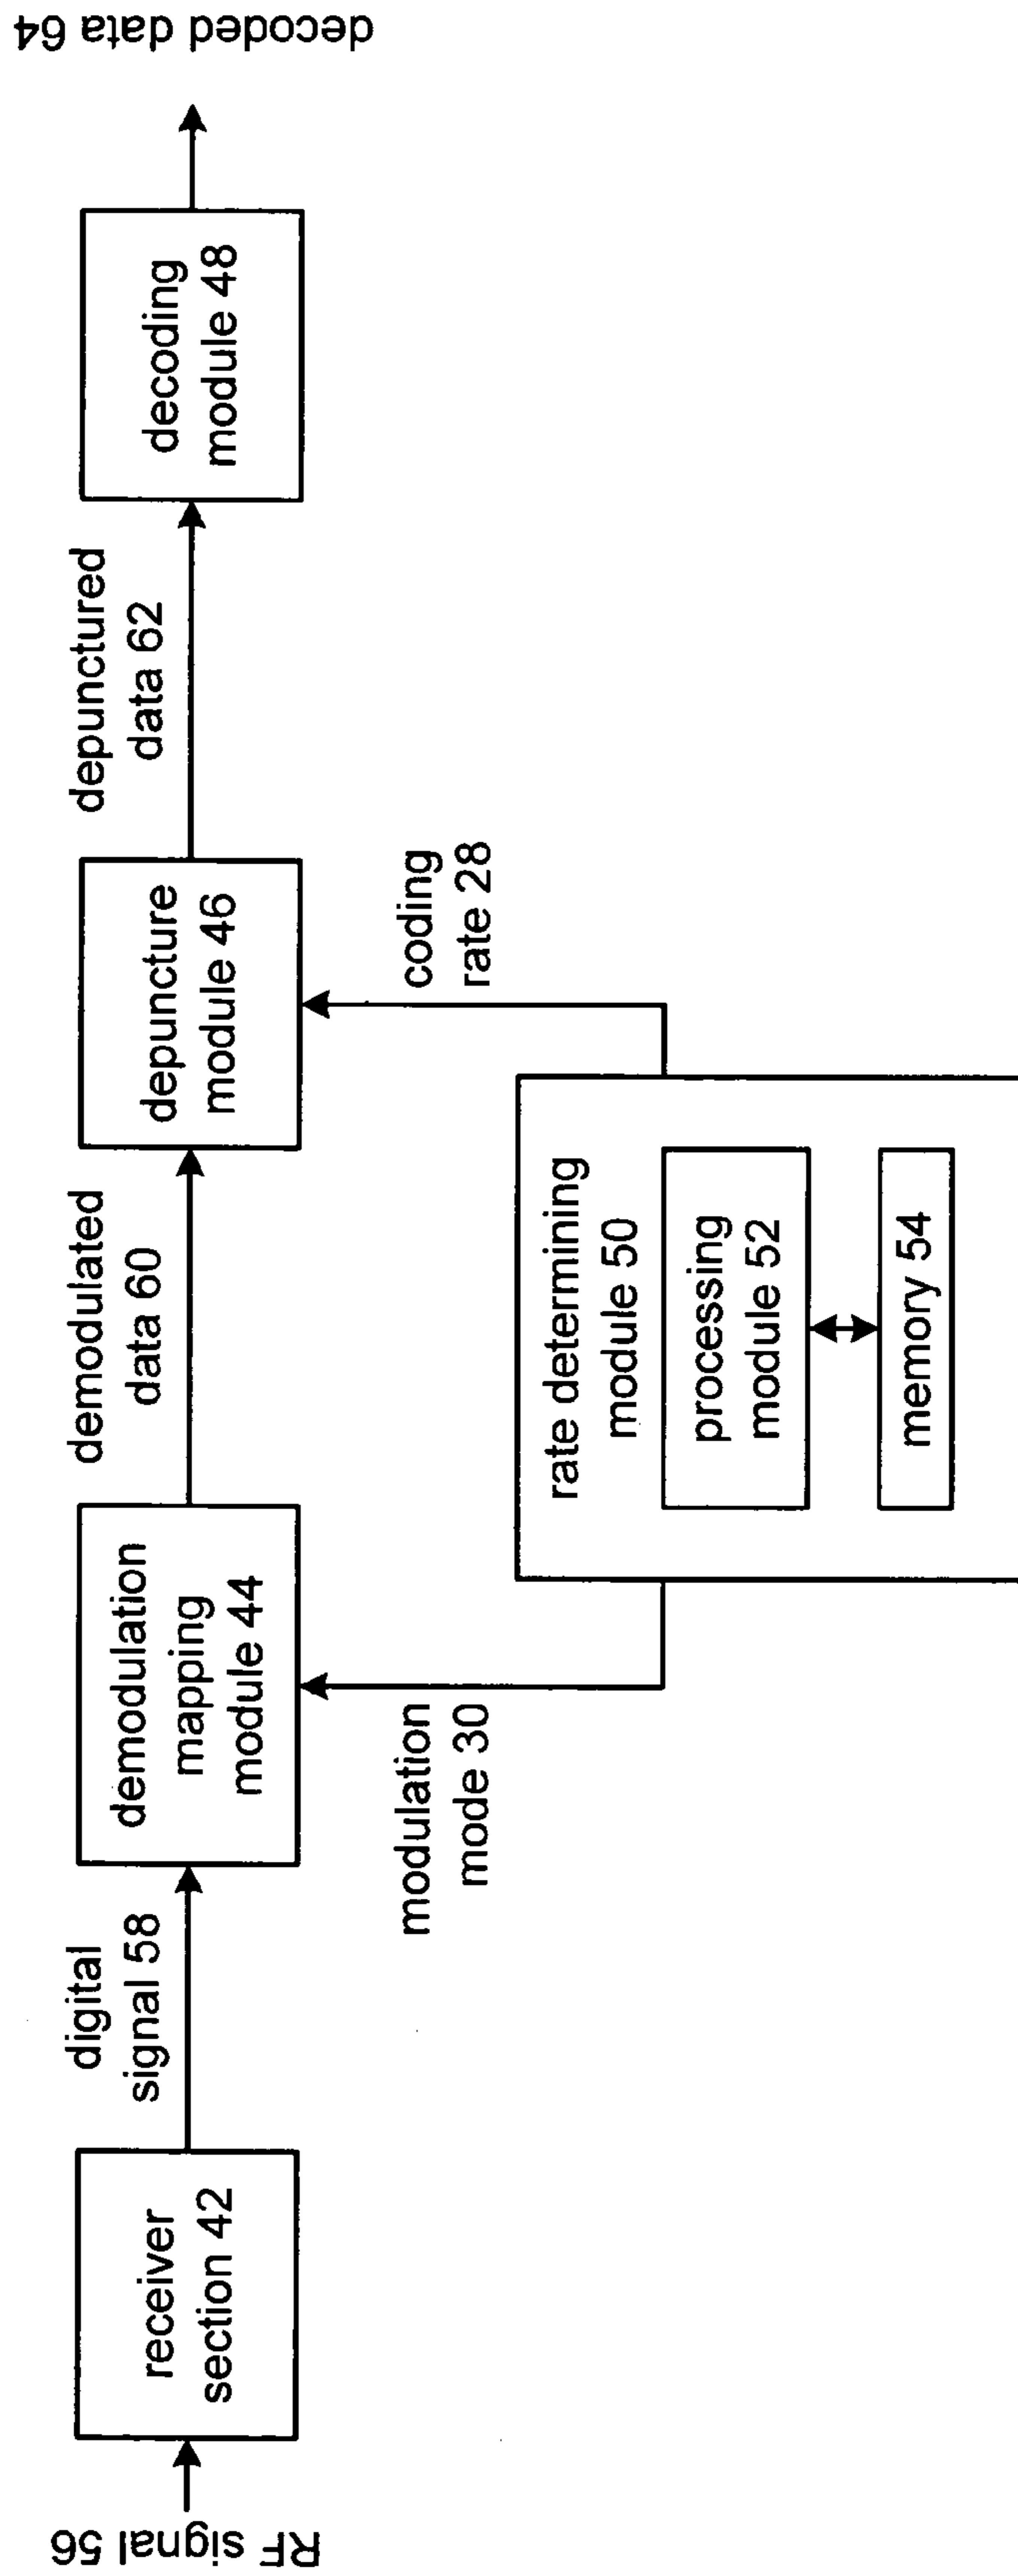 RF signal 56
receiver
section 42
digital
signal 58
demodulation
mapping
module 44
modulation
mode 30
demodulated
data 60
rate determining
module 50
processing
module 52
memory 54
depuncture
module 46
coding
rate 28
depunctured
data 62
decoding
module 48
decoded data 64